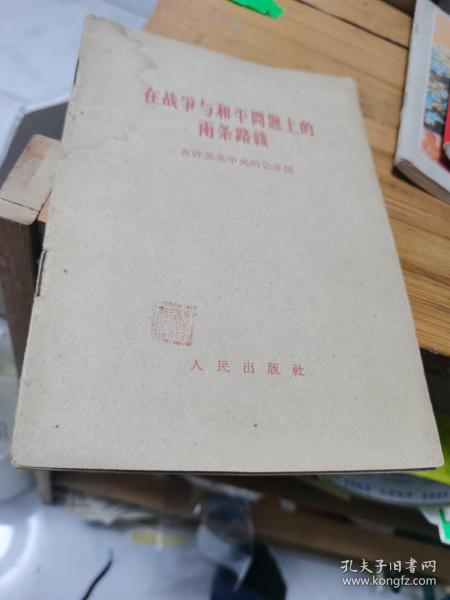 在战爭与和平問題上的
兩条路綫
五評苏共中央的公开信
人民出版社
孔夫子旧书网
www.kongfz.com